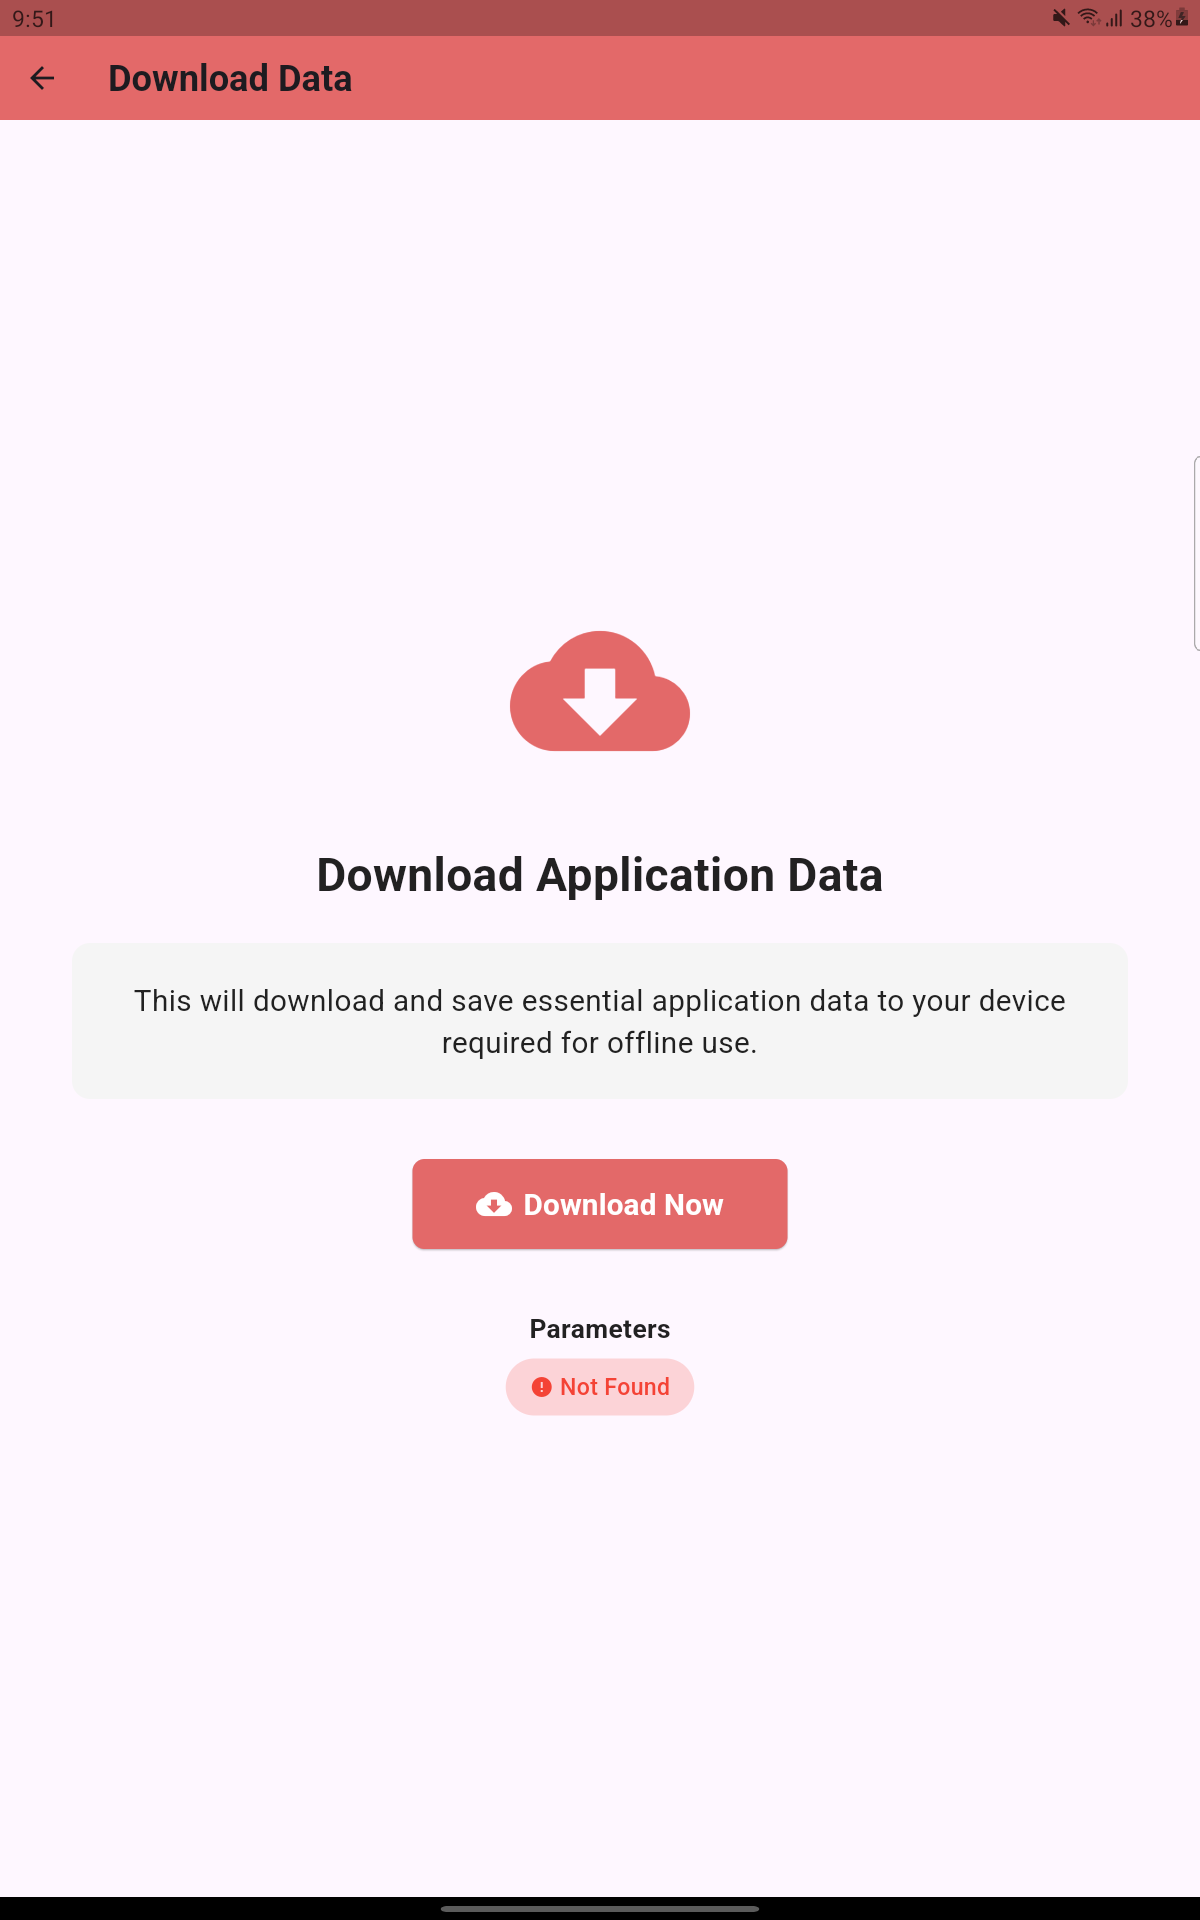 9:51
38%
Download Data
Download Application Data
This will download and save essential application data to your device
required for offline use.
Download Now
Parameters
Not Found